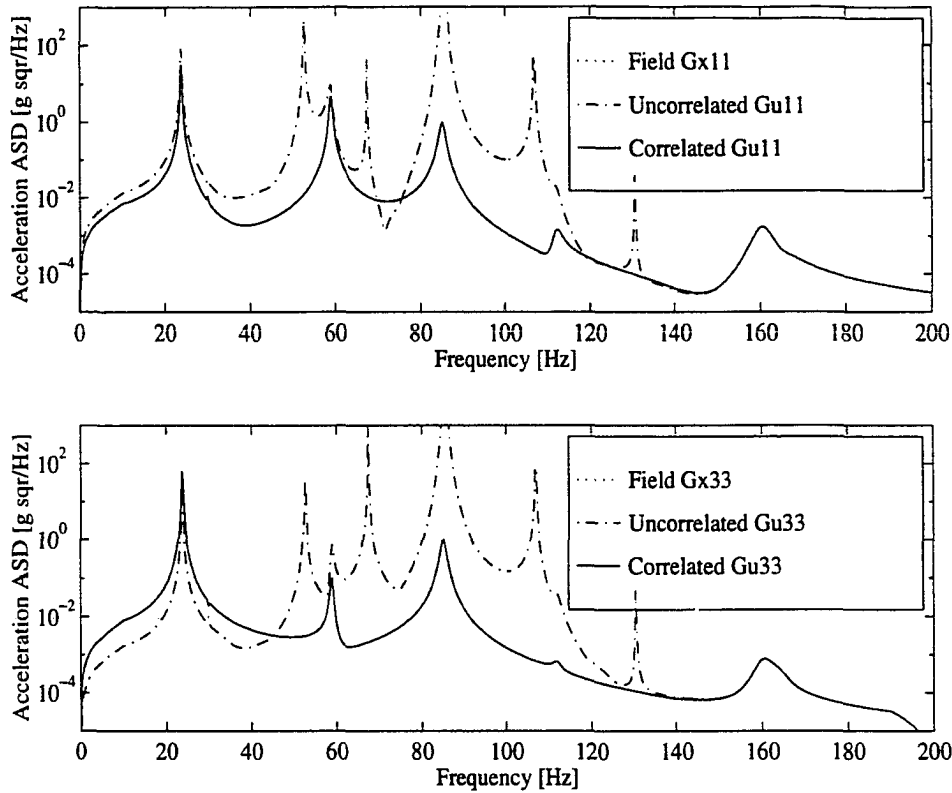 Acceleration ASD [g sqr/Hz]
10^2
10^0
10^-2
10^-4
Field Gx11
Uncorrelated Gu11
Correlated Gu11
0 20 40 60 80 100 120 140 160 180 200
Frequency [Hz]
Acceleration ASD [g sqr/Hz]
10^2
10^0
10^-2
10^-4
Field Gx33
Uncorrelated Gu33
Correlated Gu33
0 20 40 60 80 100 120 140 160 180 200
Frequency [Hz]